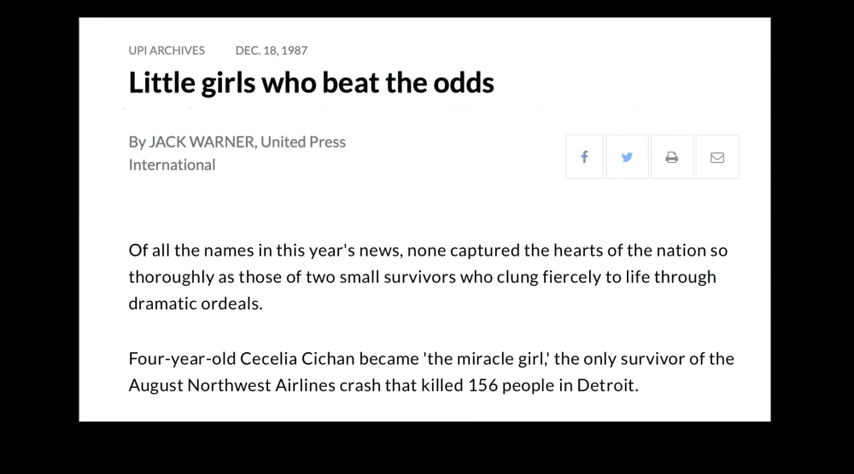 UPI ARCHIVES DEC. 18, 1987
Little girls who beat the odds
By JACK WARNER, United Press
International
Of all the names in this year's news, none captured the hearts of the nation so
thoroughly as those of two small survivors who clung fiercely to life through
dramatic ordeals.
Four-year-old Cecelia Cichan became 'the miracle girl,' the only survivor of the
August Northwest Airlines crash that killed 156 people in Detroit.